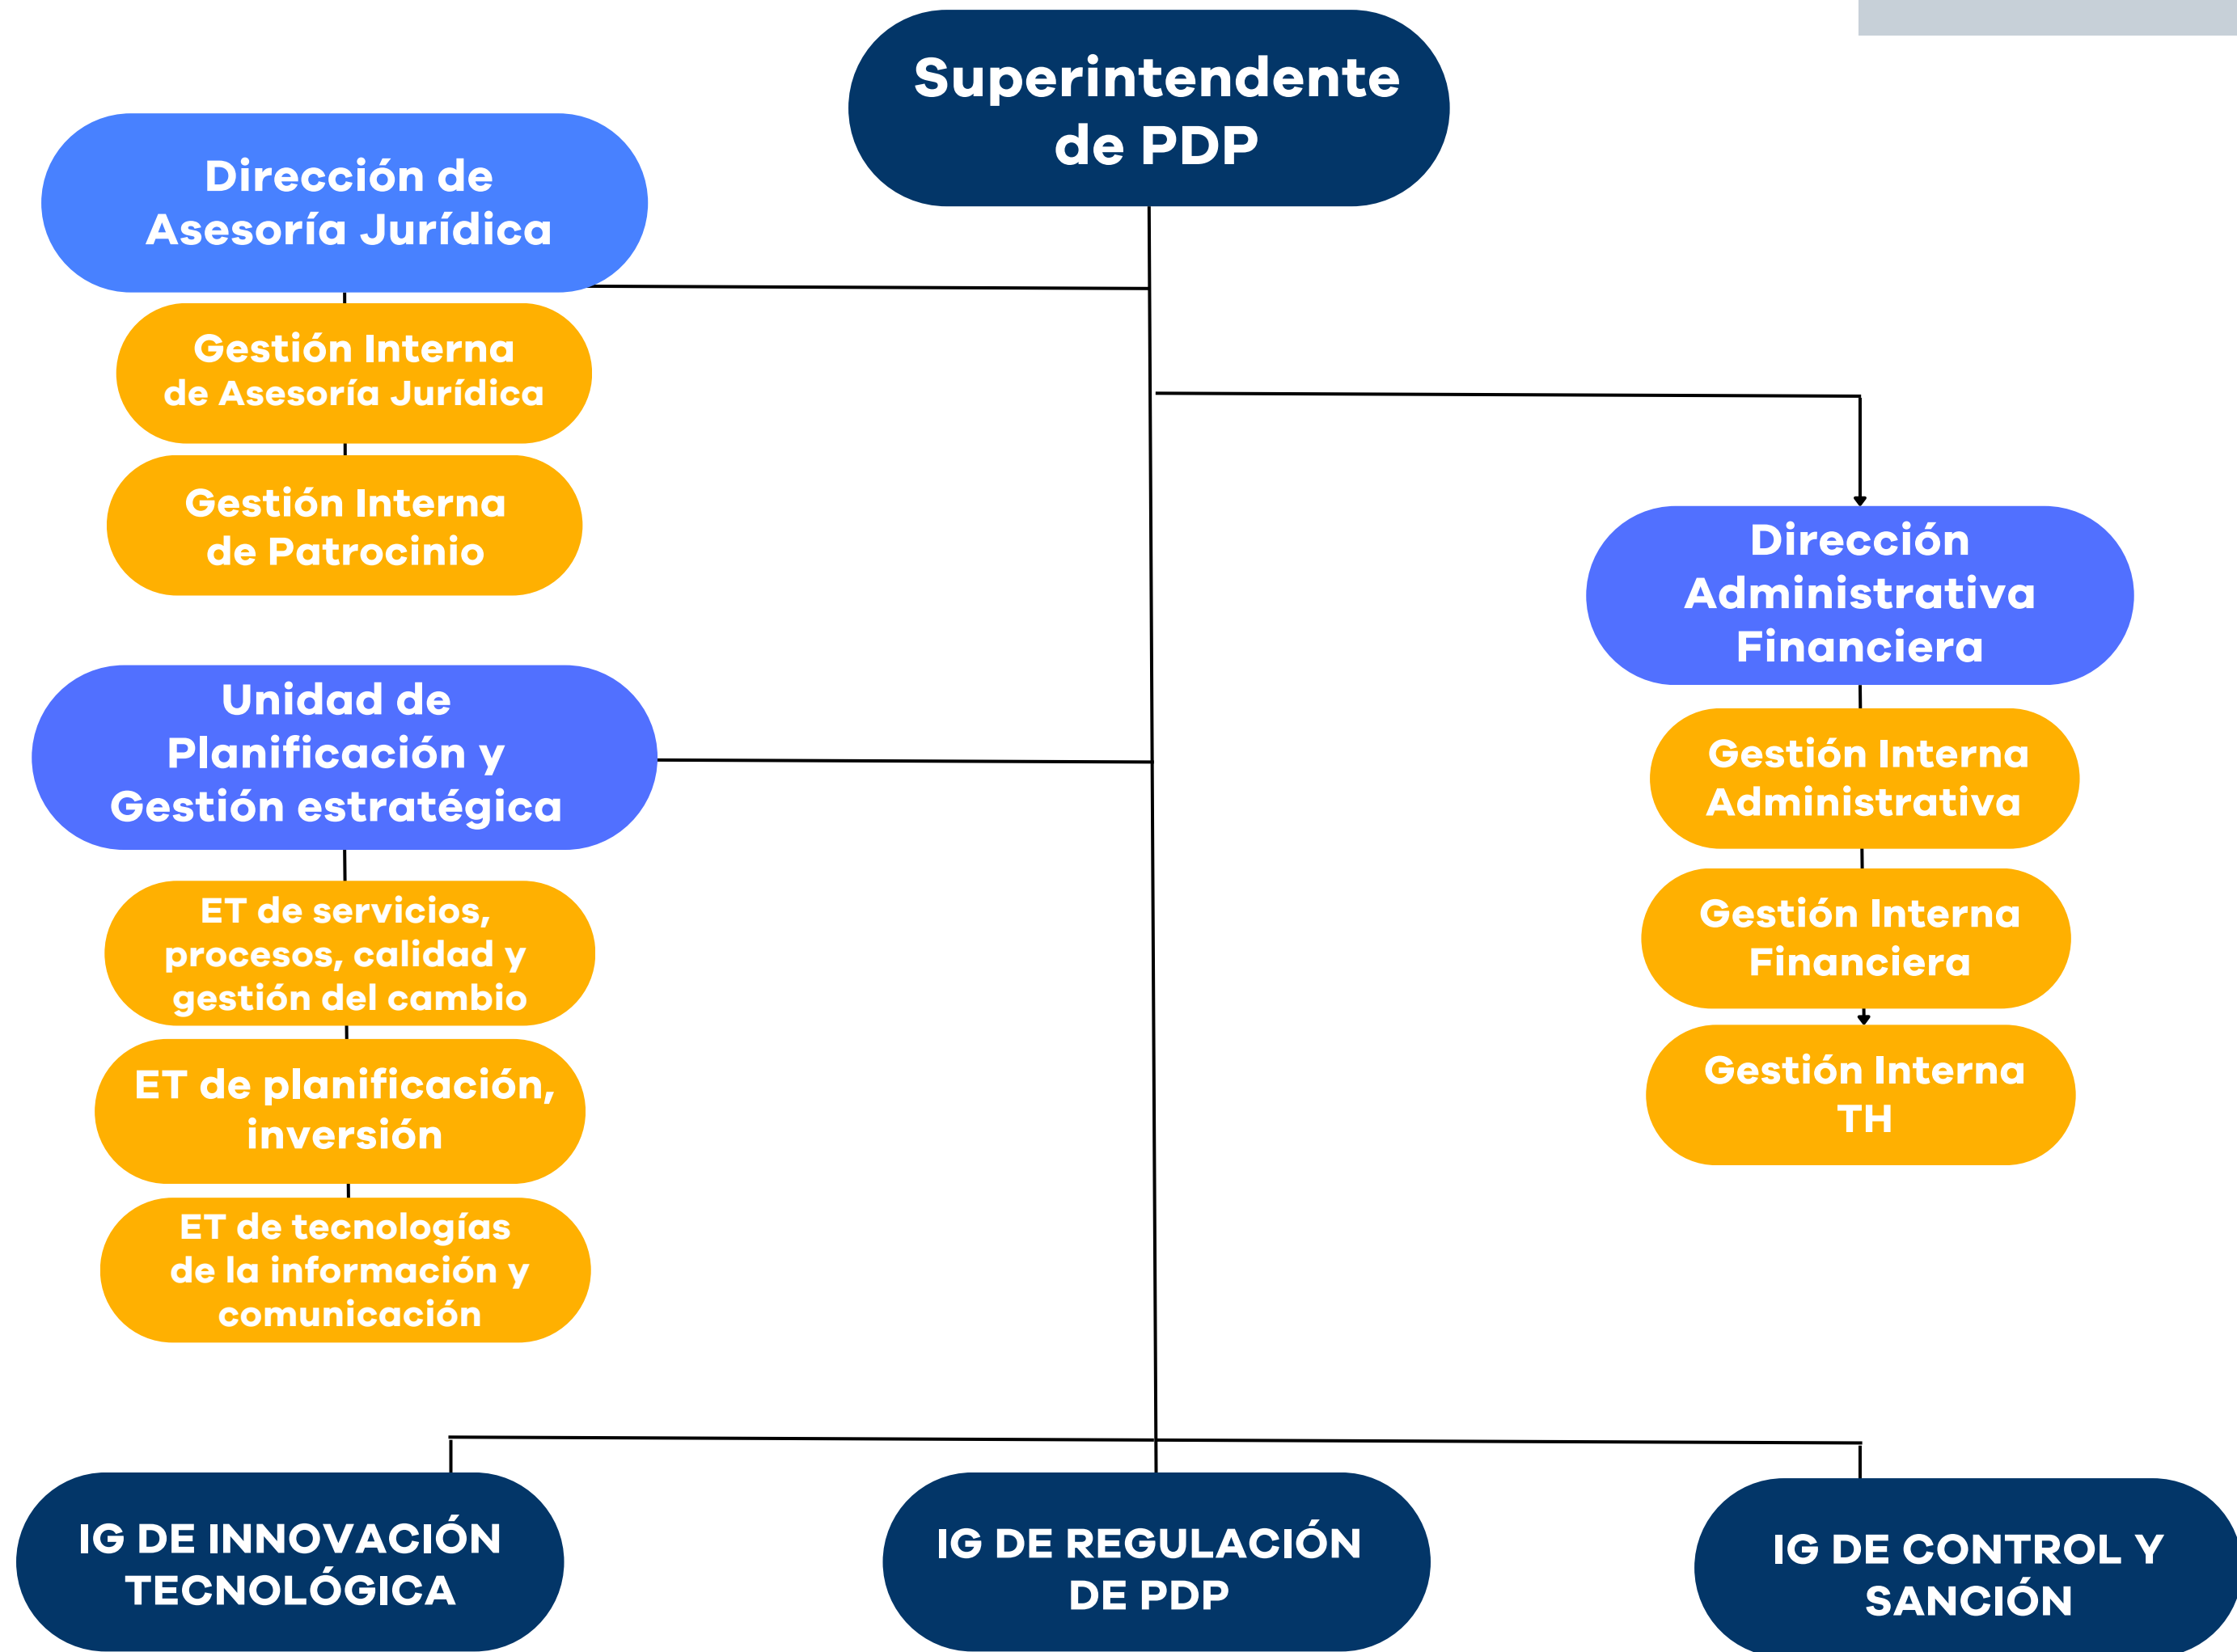 Superintendente
de PDP
Dirección de
Asesoría Jurídica
Gestión Interna
de Asesoría Jurídica
Gestión Interna
de Patrocinio
Unidad de
Planificación y
Gestión estratégica
ET de servicios,
procesos, calidad y
gestión del cambio
ET de planificación,
inversión
ET de tecnologías
de la información y
comunicación
Dirección
Administrativa
Financiera
Gestión Interna
Administrativa
Gestión Interna
Financiera
Gestión Interna
TH
IG DE INNOVACIÓN
TECNOLÓGICA
IG DE REGULACIÓN
DE PDP
IG DE CONTROL Y
SANCIÓN